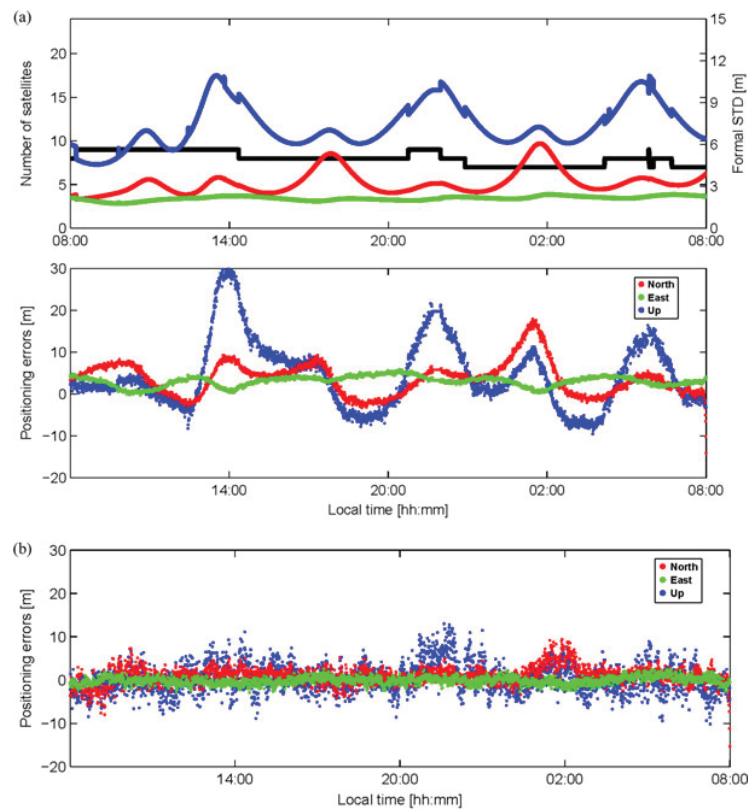 (a)
Number of satellites
20
15
10
5
0
15
12
9
6
3
0
Formal STD [m]
08:00
14:00
20:00
02:00
08:00
Positioning errors [m]
30
20
10
0
−10
−20
North
East
Up
14:00
20:00
02:00
08:00
Local time [hh:mm]
(b)
Positioning errors [m]
30
20
10
0
−10
−20
North
East
Up
14:00
20:00
02:00
08:00
Local time [hh:mm]